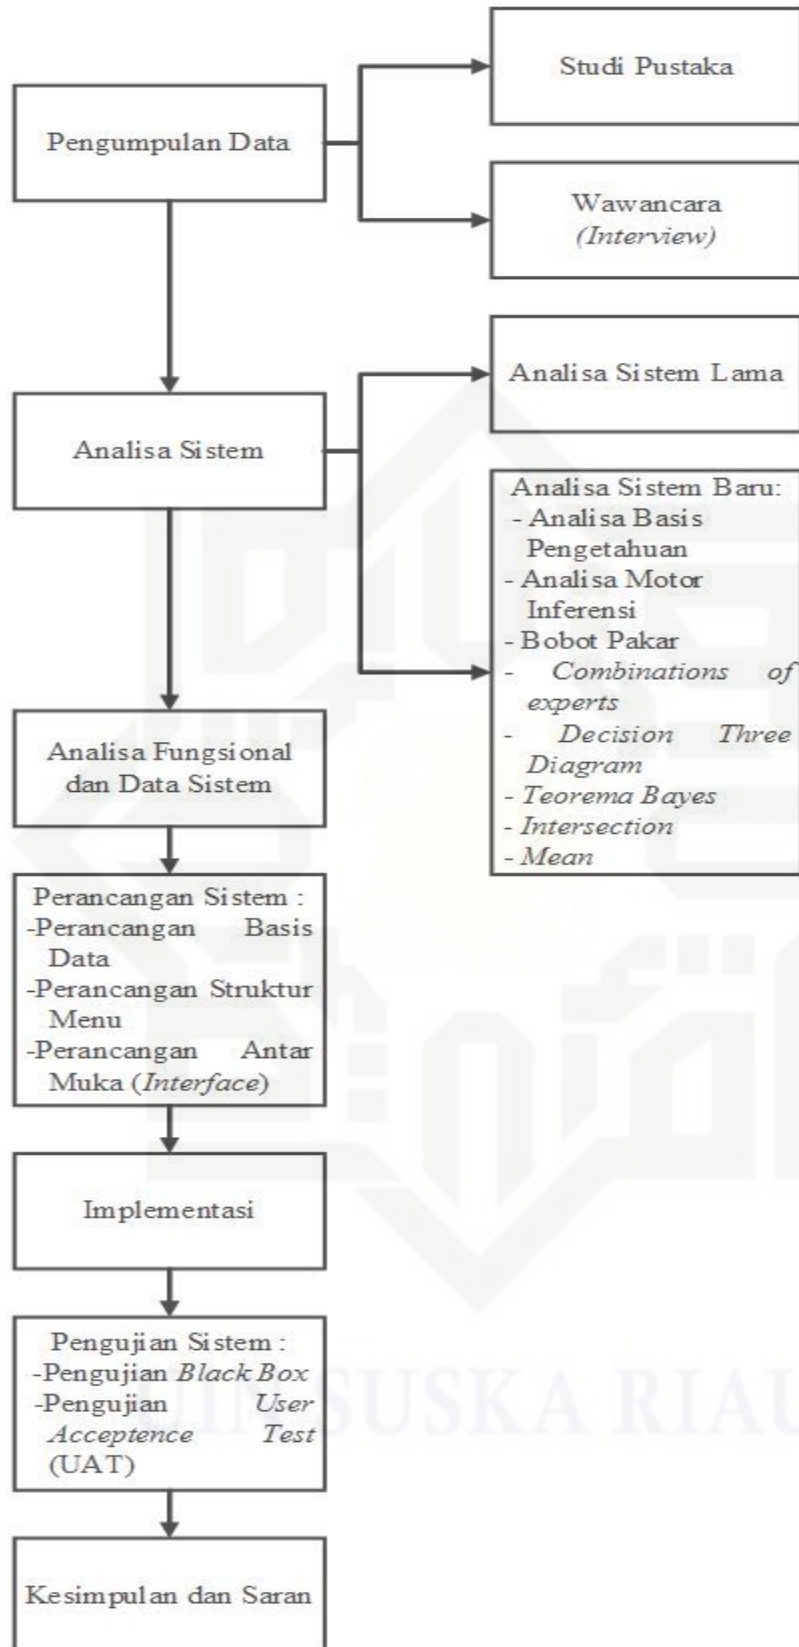 Pengumpulan Data
Studi Pustaka
Wawancara
(Interview)
Analisa Sistem
Analisa Sistem Lama
Analisa Sistem Baru:
- Analisa Basis
Pengetahuan
- Analisa Motor
Inferensi
- Bobot Pakar
- Combinations of
experts
- Decision Three
Diagram
- Teorema Bayes
- Intersection
- Mean
Analisa Fungsional
dan Data Sistem
Perancangan Sistem :
-Perancangan Basis
Data
-Perancangan Struktur
Menu
-Perancangan Antar
Muka (Interface)
Implementasi
Pengujian Sistem :
-Pengujian Black Box
-Pengujian User
Acceptence Test
(UAT)
Kesimpulan dan Saran
UIN SUSKA RIAU